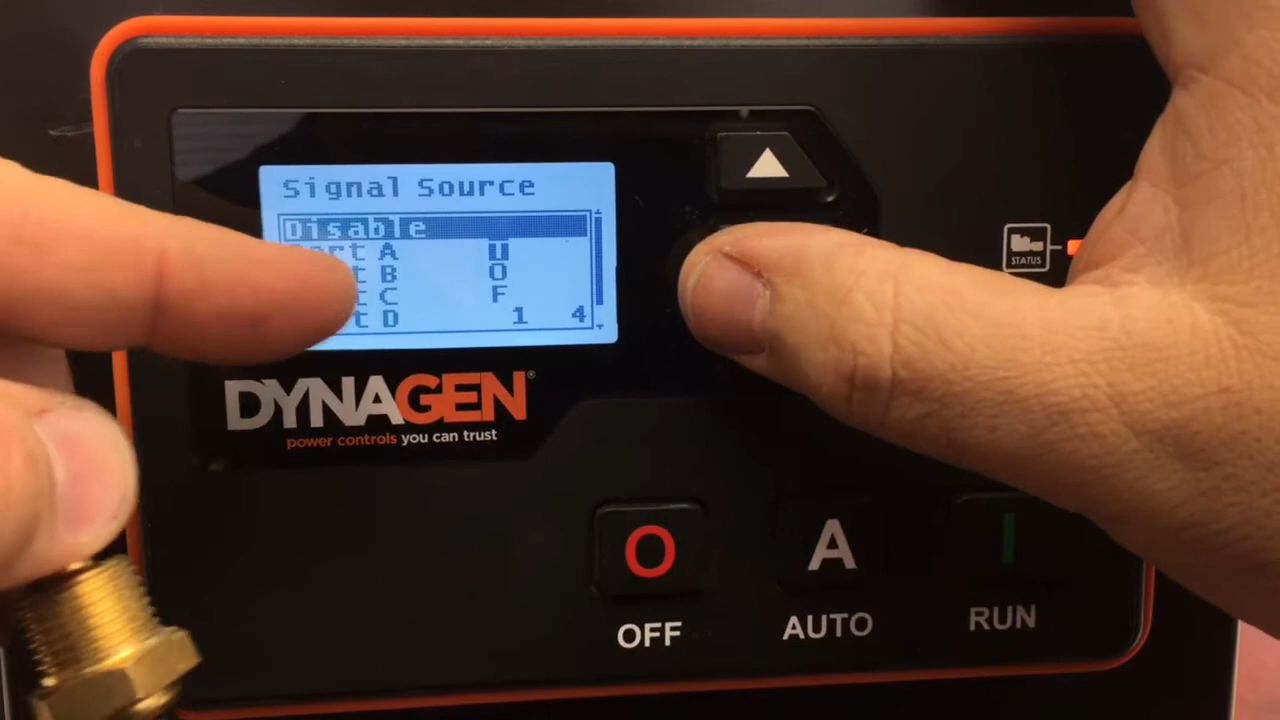 Signal Source
Disable
A U
B O
C F
D 1 4
STATUS
DYNAGEN®
power controls you can trust
O A I
OFF AUTO RUN